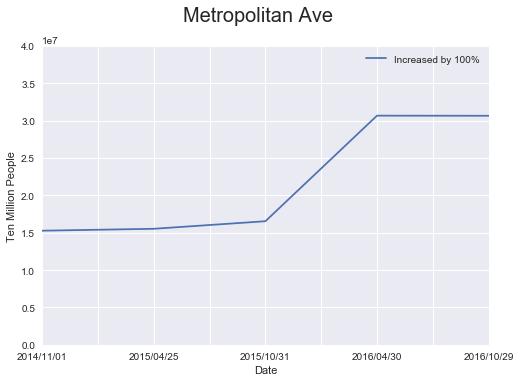 Metropolitan Ave
1e7
4.0
Increased by 100%
3.5
3.0
2.5
2.0
1.5
1.0
0.5
0.0
Ten Million People
2014/11/01 2015/04/25 2015/10/31 2016/04/30 2016/10/29
Date